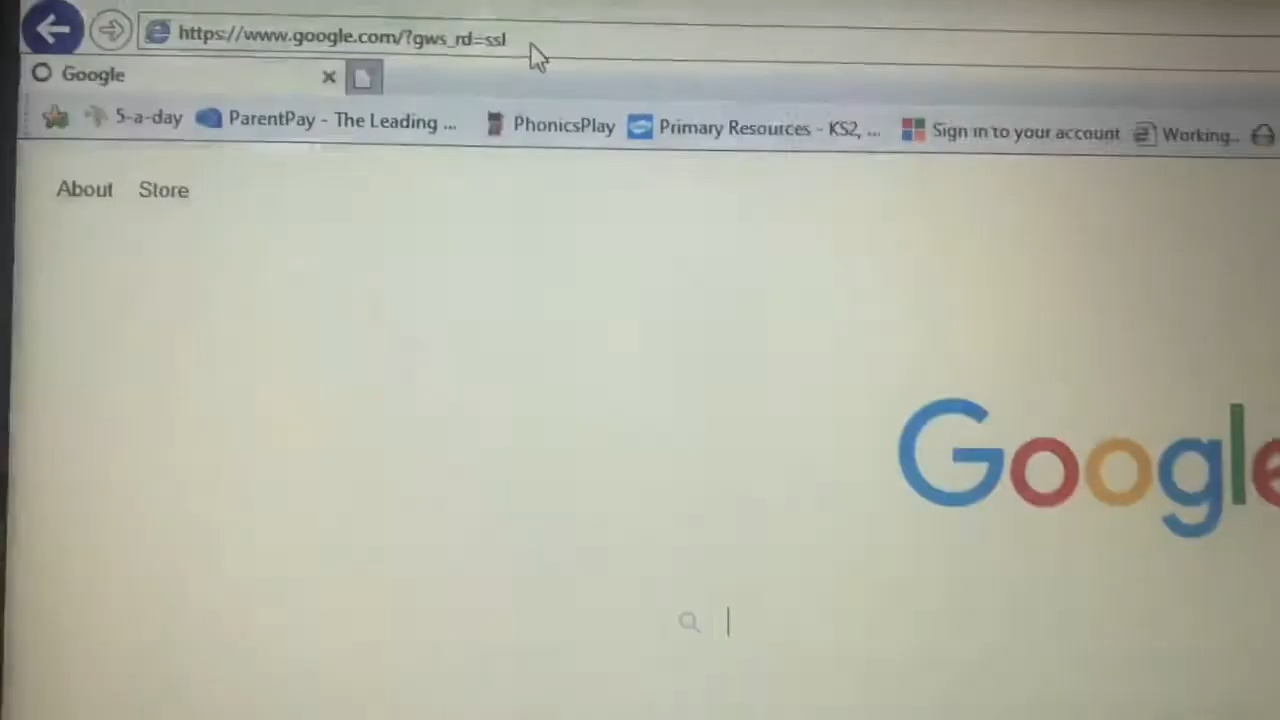 https://www.google.com/?gws_rd=ssl
Google
5-a-day ParentPay - The Leading ... PhonicsPlay Primary Resources - KS2, ... Sign in to your account Working..
About Store
Google